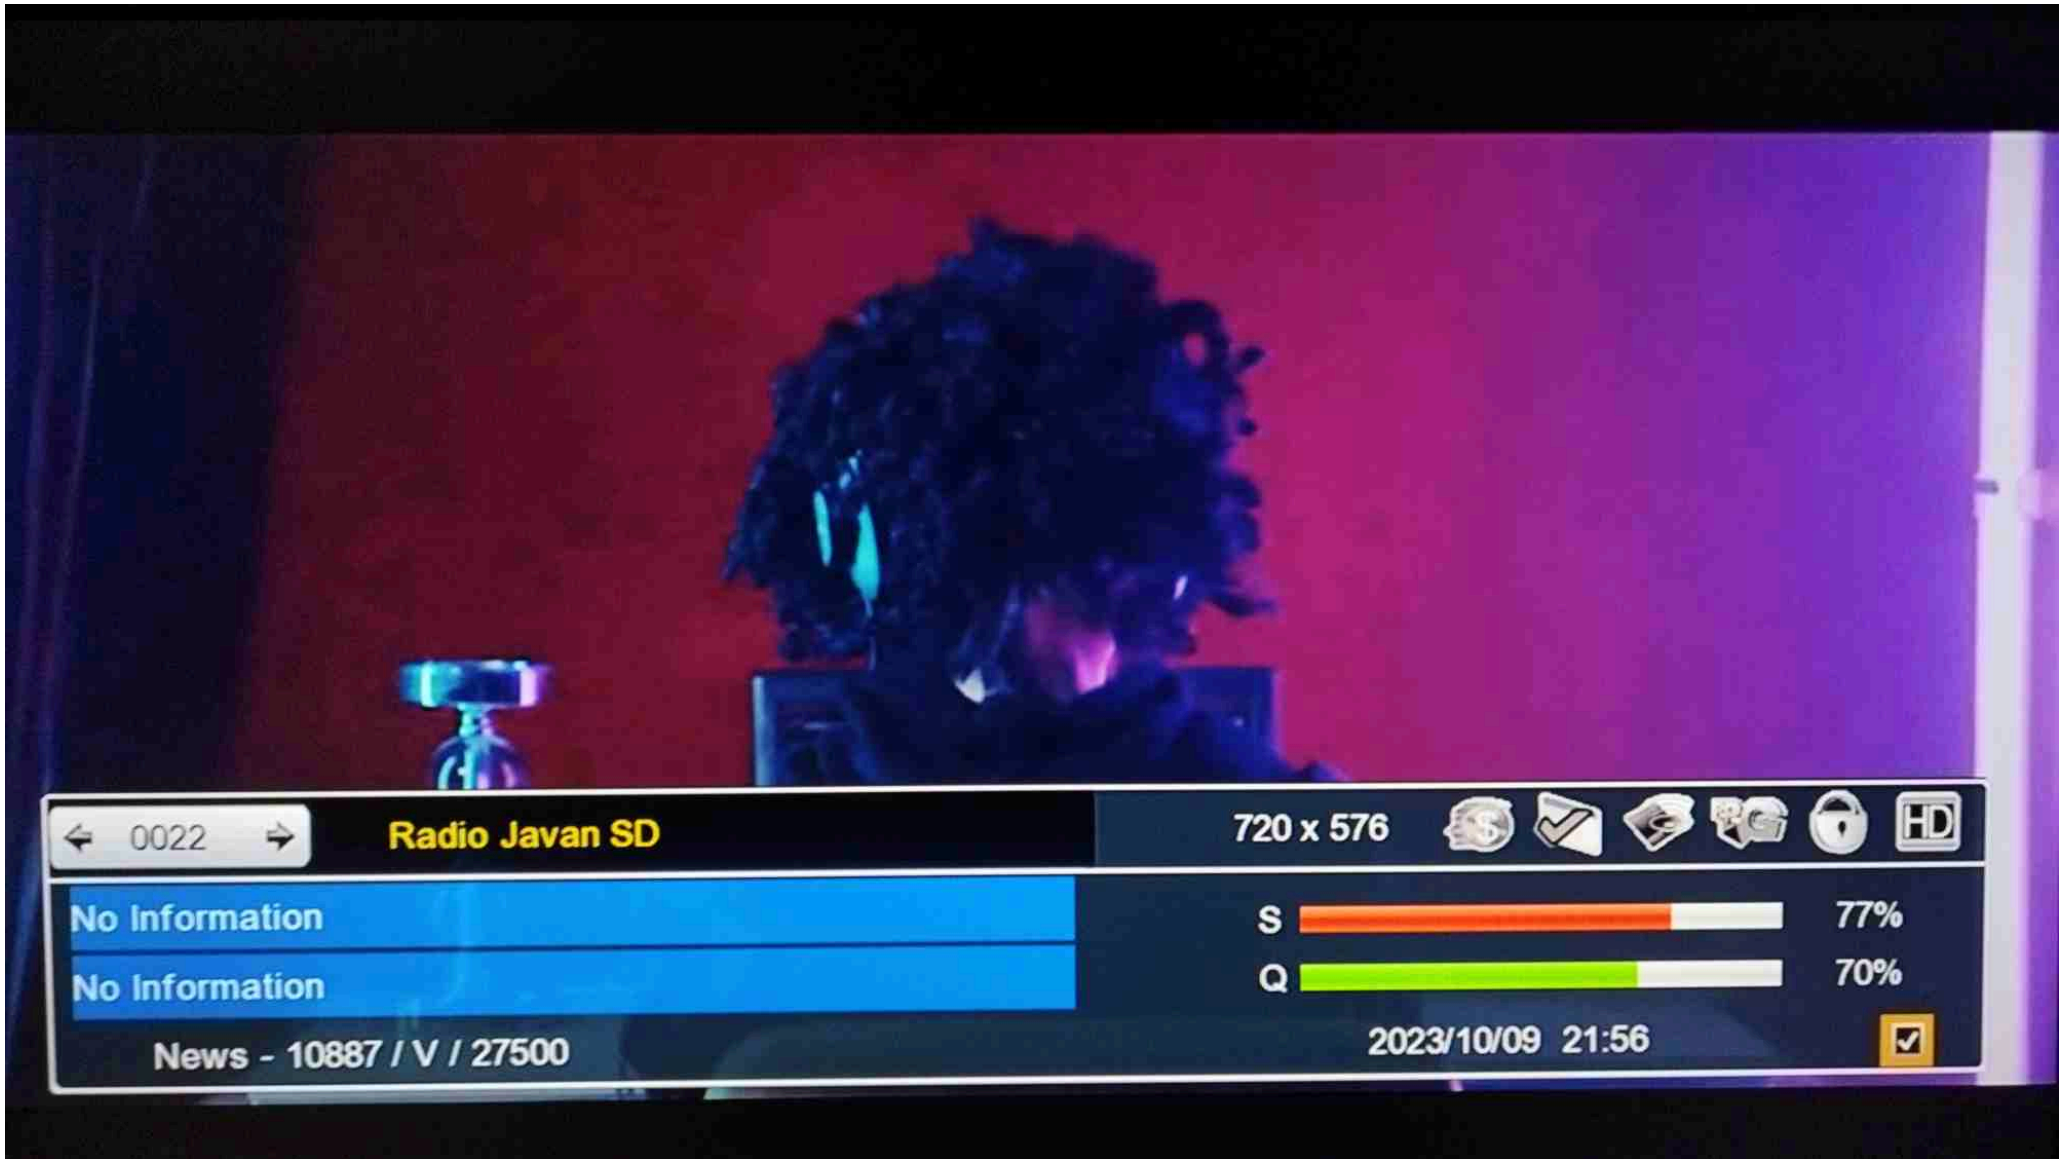 0022
Radio Javan SD
720 x 576
HD
No Information
S 77%
No Information
Q 70%
News - 10887 / V / 27500
2023/10/09 21:56